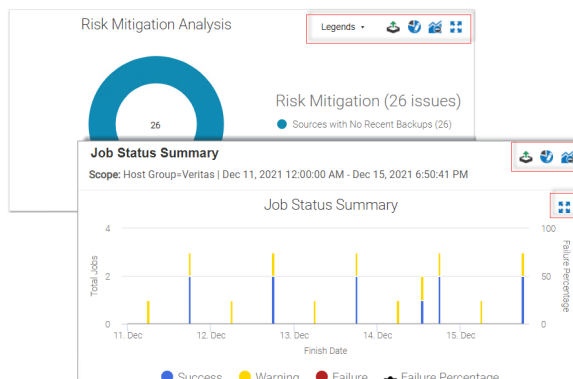 Risk Mitigation Analysis
Legends
Risk Mitigation (26 issues)
26
Sources with No Recent Backups (26)
Job Status Summary
Scope: Host Group=Veritas | Dec 11, 2021 12:00:00 AM - Dec 15, 2021 6:50:41 PM
Job Status Summary
4
100
Total Jobs
2
50
Failure Percentage
0
0
11. Dec
12. Dec
13. Dec
14. Dec
15. Dec
Finish Date
Success
Warning
Failure
Failure Percentage